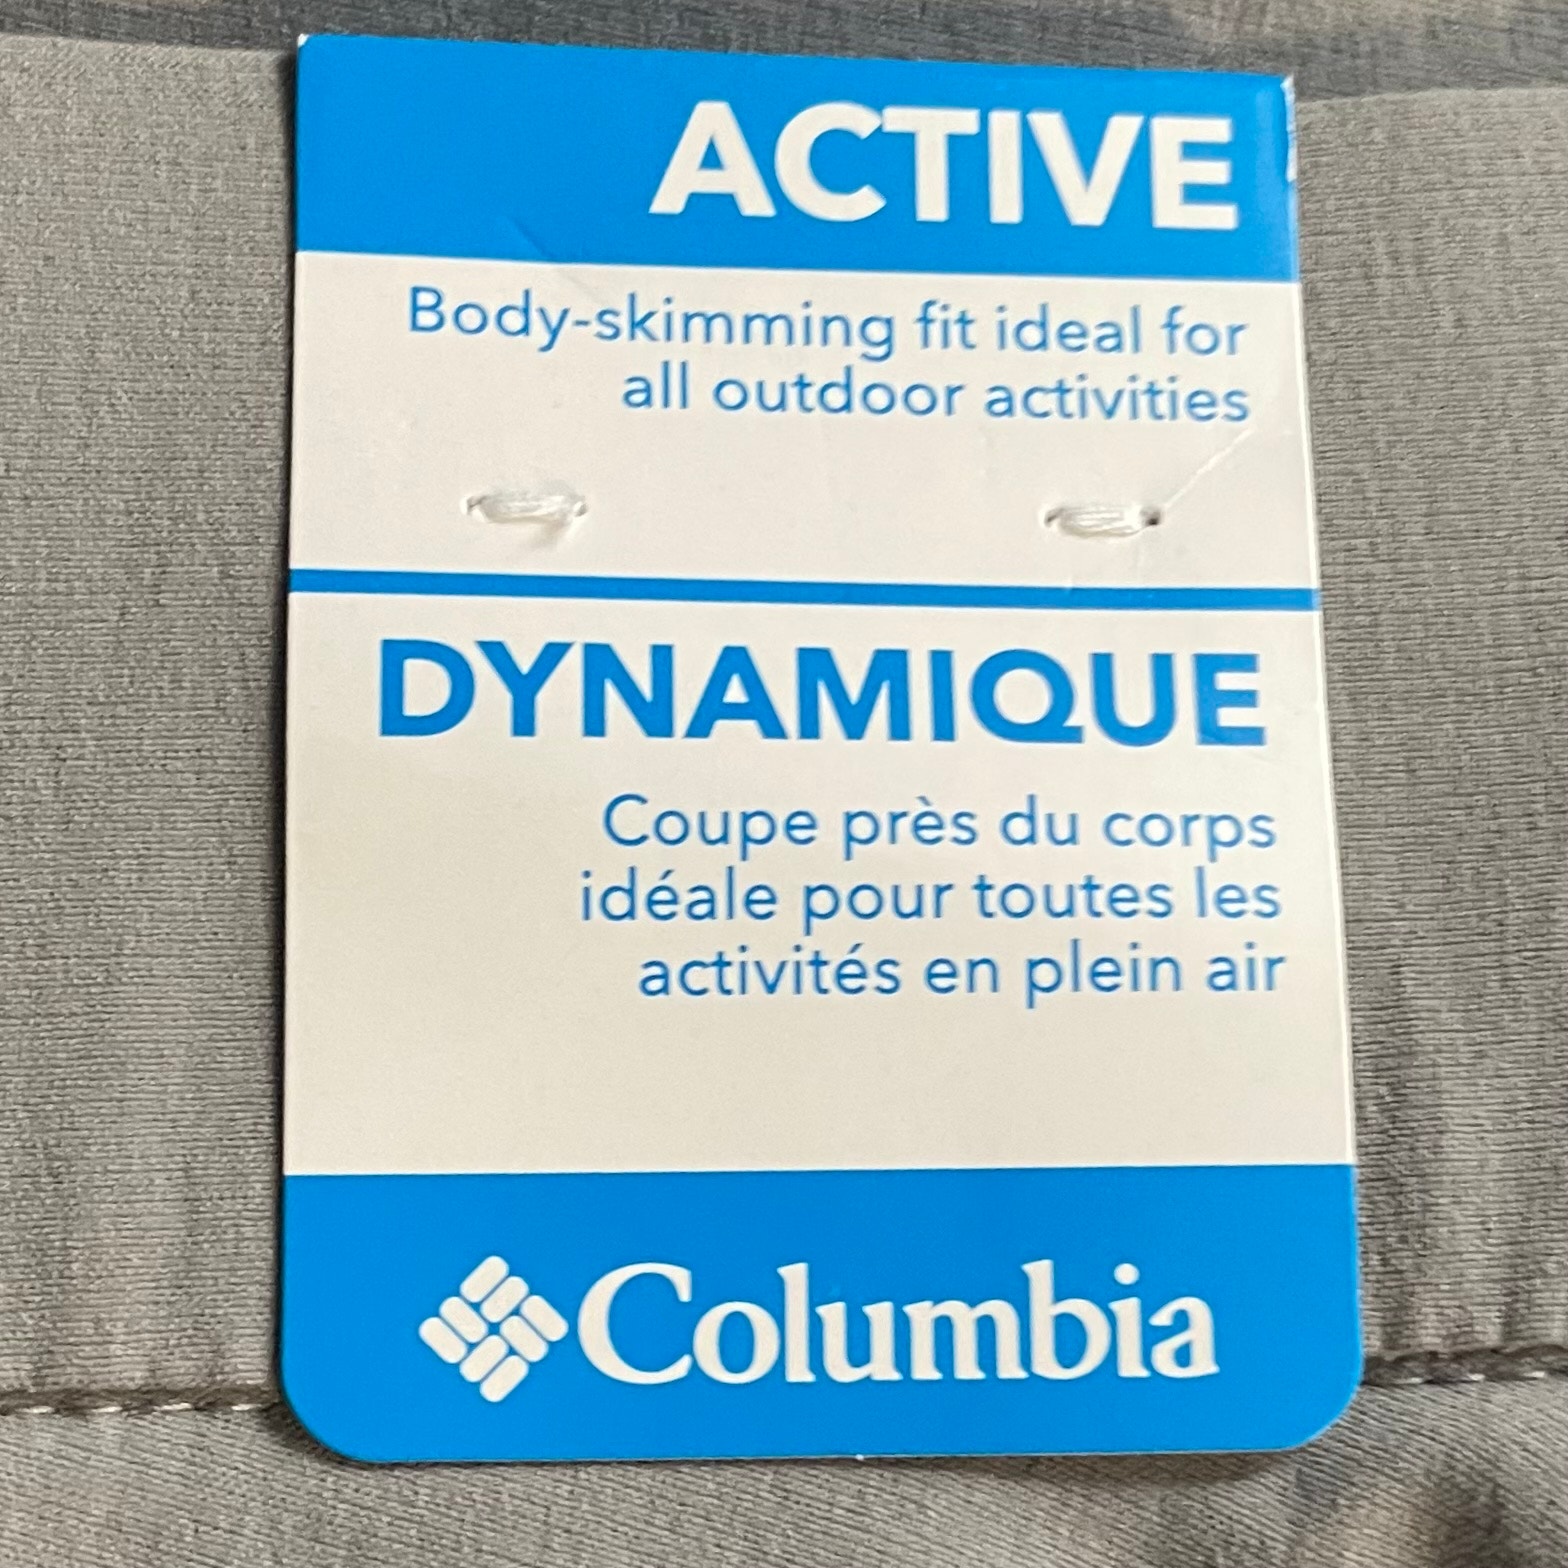 ACTIVE
Body-skimming fit ideal for
all outdoor activities
DYNAMIQUE
Coupe près du corps
idéale pour toutes les
activités en plein air
Columbia